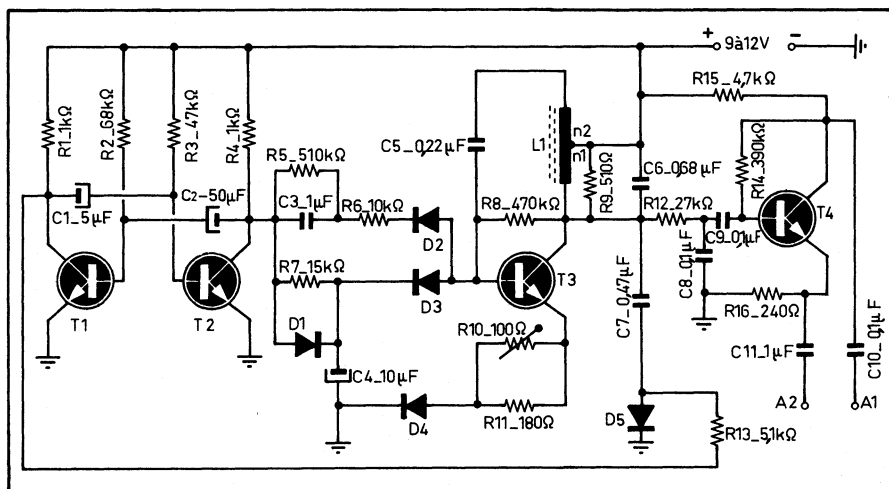 + 9à12V -
R15_4,7kΩ
R1_1kΩ
R2_68kΩ
R3_47kΩ
R4_1kΩ
R5_510kΩ
C5_0,22µF
L1
n2
n1
R9_510Ω
C6_0,68µF
R14_390kΩ
T4
C1_5µF
C2-50µF
C3_1µF
R6_10kΩ
D2
R8_470kΩ
R12_27kΩ
C9_0,1µF
C8_0,1µF
T1
T2
R7_15kΩ
D3
T3
C7_0,47µF
R16_240Ω
D1
R10_100Ω
C4_10µF
C11_1µF
C10_0,1µF
D4
R11_180Ω
D5
R13_5,1kΩ
A2
A1